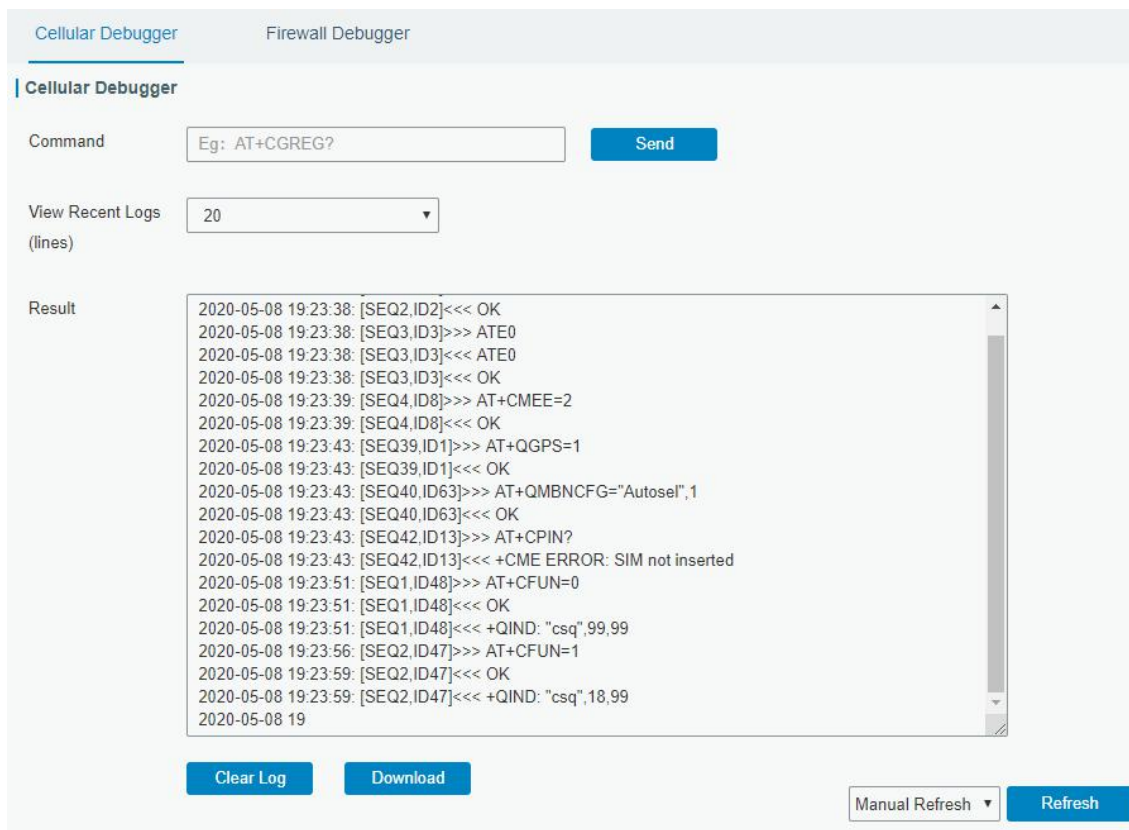 Cellular Debugger
Firewall Debugger
Cellular Debugger
Command
Eg: AT+CGREG?
Send
View Recent Logs
(lines)
20
Result
2020-05-08 19:23:38: [SEQ2,ID2]<<< OK
2020-05-08 19:23:38: [SEQ3,ID3]>>> ATE0
2020-05-08 19:23:38: [SEQ3,ID3]<<< ATE0
2020-05-08 19:23:38: [SEQ3,ID3]<<< OK
2020-05-08 19:23:39: [SEQ4,ID8]>>> AT+CMEE=2
2020-05-08 19:23:39: [SEQ4,ID8]<<< OK
2020-05-08 19:23:43: [SEQ39,ID1]>>> AT+QGPS=1
2020-05-08 19:23:43: [SEQ39,ID1]<<< OK
2020-05-08 19:23:43: [SEQ40,ID63]>>> AT+QMBNCFG="Autosel",1
2020-05-08 19:23:43: [SEQ40,ID63]<<< OK
2020-05-08 19:23:43: [SEQ42,ID13]>>> AT+CPIN?
2020-05-08 19:23:43: [SEQ42,ID13]<<< +CME ERROR: SIM not inserted
2020-05-08 19:23:51: [SEQ1,ID48]>>> AT+CFUN=0
2020-05-08 19:23:51: [SEQ1,ID48]<<< OK
2020-05-08 19:23:51: [SEQ1,ID48]<<< +QIND: "csq",99,99
2020-05-08 19:23:56: [SEQ2,ID47]>>> AT+CFUN=1
2020-05-08 19:23:59: [SEQ2,ID47]<<< OK
2020-05-08 19:23:59: [SEQ2,ID47]<<< +QIND: "csq",18,99
2020-05-08 19
Clear Log
Download
Manual Refresh
Refresh